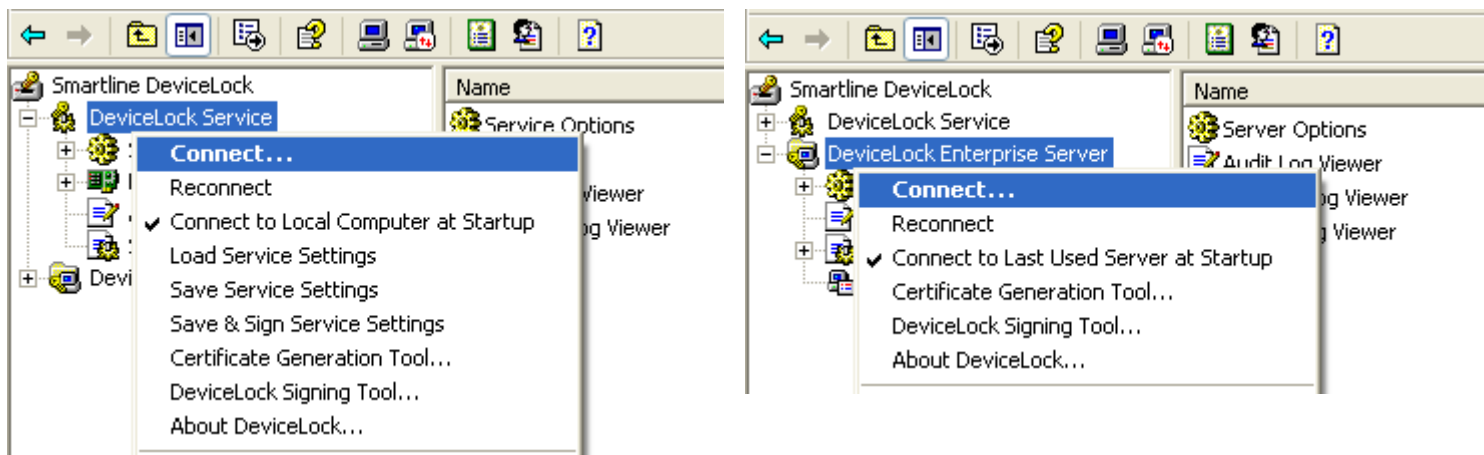 Smartline DeviceLock
Name
DeviceLock Service
Service Options
Connect...
Reconnect
Viewer
Connect to Local Computer at Startup
og Viewer
Load Service Settings
Devi
Save Service Settings
Save & Sign Service Settings
Certificate Generation Tool...
DeviceLock Signing Tool...
About DeviceLock...
Smartline DeviceLock
Name
DeviceLock Service
Server Options
DeviceLock Enterprise Server
Audit Log Viewer
Connect...
og Viewer
Reconnect
Viewer
Connect to Last Used Server at Startup
Certificate Generation Tool...
DeviceLock Signing Tool...
About DeviceLock...